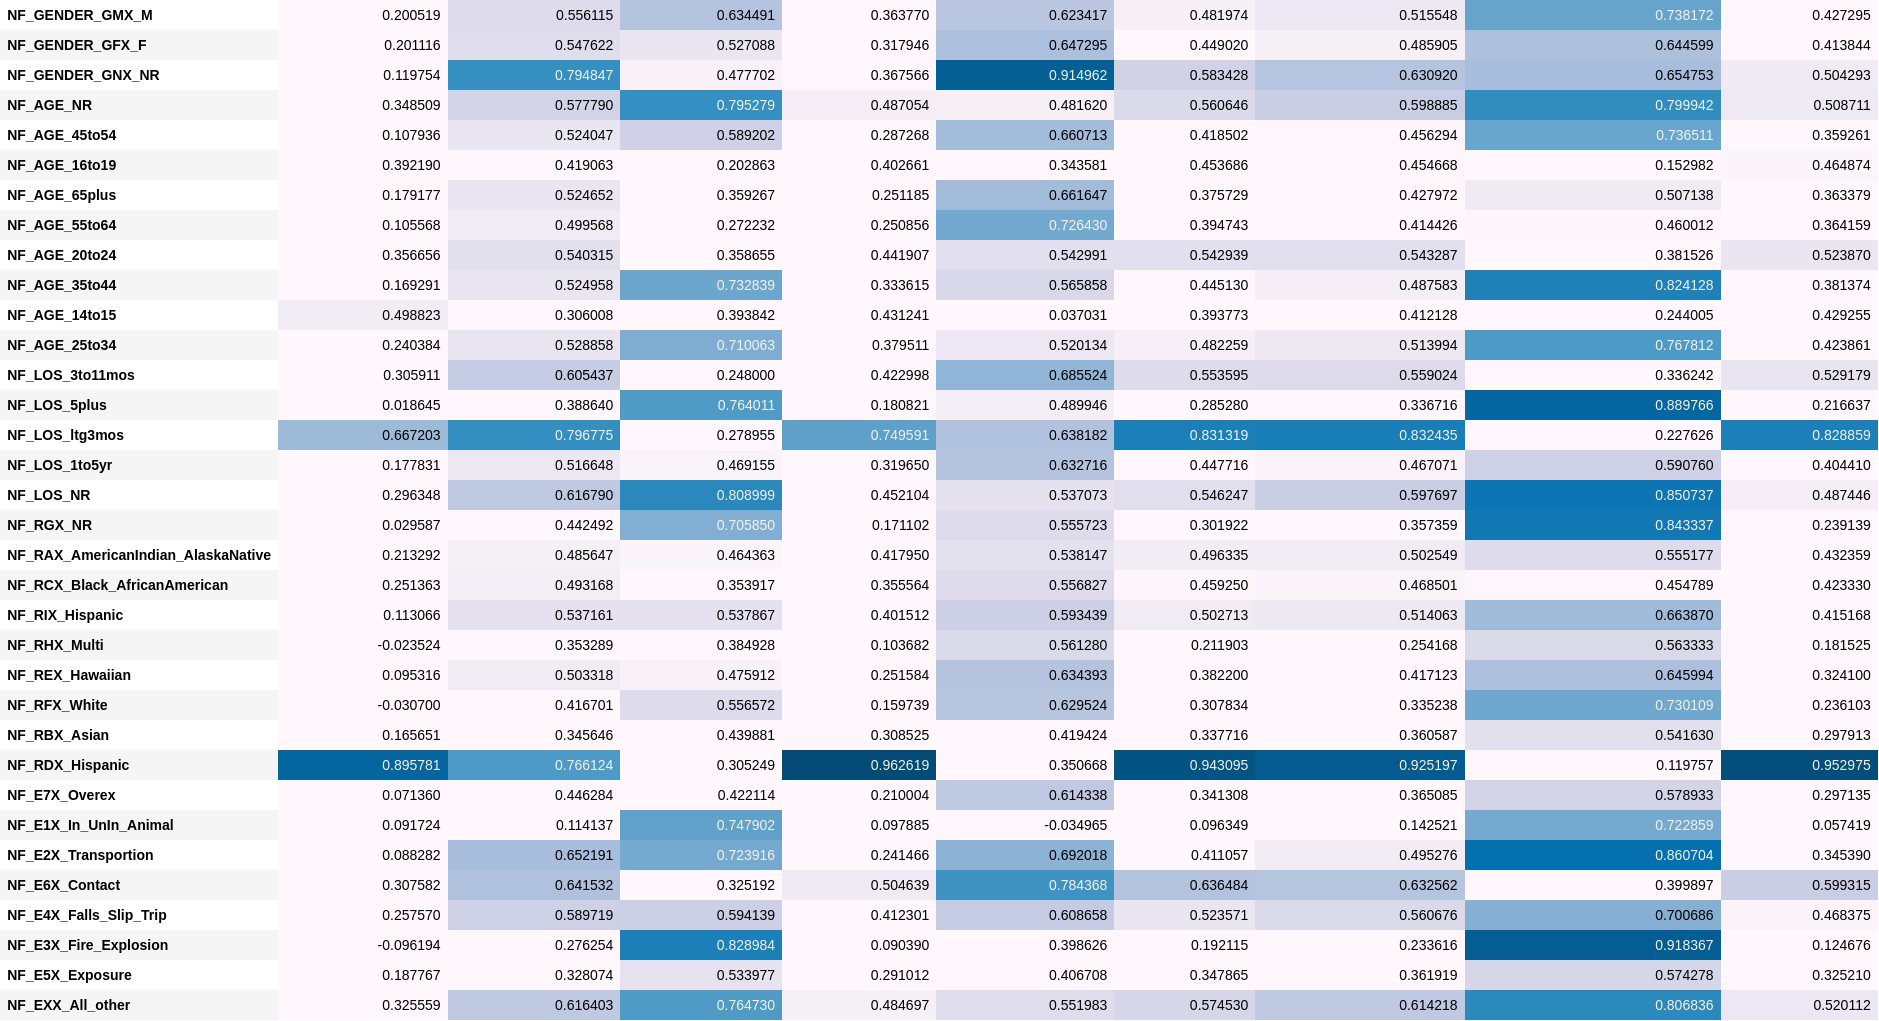 NF_GENDER_GMX_M 0.200519 0.556115 0.634491 0.363770 0.623417 0.481974 0.515548 0.738172 0.427295
NF_GENDER_GFX_F 0.201116 0.547622 0.527088 0.317946 0.647295 0.449020 0.485905 0.644599 0.413844
NF_GENDER_GNX_NR 0.119754 0.794847 0.477702 0.367566 0.914962 0.583428 0.630920 0.654753 0.504293
NF_AGE_NR 0.348509 0.577790 0.795279 0.487054 0.481620 0.560646 0.598885 0.799942 0.508711
NF_AGE_45to54 0.107936 0.524047 0.589202 0.287268 0.660713 0.418502 0.456294 0.736511 0.359261
NF_AGE_16to19 0.392190 0.419063 0.202863 0.402661 0.343581 0.453686 0.454668 0.152982 0.464874
NF_AGE_65plus 0.179177 0.524652 0.359267 0.251185 0.661647 0.375729 0.427972 0.507138 0.363379
NF_AGE_55to64 0.105568 0.499568 0.272232 0.250856 0.726430 0.394743 0.414426 0.460012 0.364159
NF_AGE_20to24 0.356656 0.540315 0.358655 0.441907 0.542991 0.542939 0.543287 0.381526 0.523870
NF_AGE_35to44 0.169291 0.524958 0.732839 0.333615 0.565858 0.445130 0.487583 0.824128 0.381374
NF_AGE_14to15 0.498823 0.306008 0.393842 0.431241 0.037031 0.393773 0.412128 0.244005 0.429255
NF_AGE_25to34 0.240384 0.528858 0.710063 0.379511 0.520134 0.482259 0.513994 0.767812 0.423861
NF_LOS_3to11mos 0.305911 0.605437 0.248000 0.422998 0.685524 0.553595 0.559024 0.336242 0.529179
NF_LOS_5plus 0.018645 0.388640 0.764011 0.180821 0.489946 0.285280 0.336716 0.889766 0.216637
NF_LOS_ltg3mos 0.667203 0.796775 0.278955 0.749591 0.638182 0.831319 0.832435 0.227626 0.828859
NF_LOS_1to5yr 0.177831 0.516648 0.469155 0.319650 0.632716 0.447716 0.467071 0.590760 0.404410
NF_LOS_NR 0.296348 0.616790 0.808999 0.452104 0.537073 0.546247 0.597697 0.850737 0.487446
NF_RGX_NR 0.029587 0.442492 0.705850 0.171102 0.555723 0.301922 0.357359 0.843337 0.239139
NF_RAX_AmericanIndian_AlaskaNative 0.213292 0.485647 0.464363 0.417950 0.538147 0.496335 0.502549 0.555177 0.432359
NF_RCX_Black_AfricanAmerican 0.251363 0.493168 0.353917 0.355564 0.556827 0.459250 0.468501 0.454789 0.423330
NF_RIX_Hispanic 0.113066 0.537161 0.537867 0.401512 0.593439 0.502713 0.514063 0.663870 0.415168
NF_RHX_Multi -0.023524 0.353289 0.384928 0.103682 0.561280 0.211903 0.254168 0.563333 0.181525
NF_REX_Hawaiian 0.095316 0.503318 0.475912 0.251584 0.634393 0.382200 0.417123 0.645994 0.324100
NF_RFX_White -0.030700 0.416701 0.556572 0.159739 0.629524 0.307834 0.335238 0.730109 0.236103
NF_RBX_Asian 0.165651 0.345646 0.439881 0.308525 0.419424 0.337716 0.360587 0.541630 0.297913
NF_RDX_Hispanic 0.895781 0.766124 0.305249 0.962619 0.350668 0.943095 0.925197 0.119757 0.952975
NF_E7X_Overex 0.071360 0.446284 0.422114 0.210004 0.614338 0.341308 0.365085 0.578933 0.297135
NF_E1X_In_UnIn_Animal 0.091724 0.114137 0.747902 0.097885 -0.034965 0.096349 0.142521 0.722859 0.057419
NF_E2X_Transportion 0.088282 0.652191 0.723916 0.241466 0.692018 0.411057 0.495276 0.860704 0.345390
NF_E6X_Contact 0.307582 0.641532 0.325192 0.504639 0.784368 0.636484 0.632562 0.399897 0.599315
NF_E4X_Falls_Slip_Trip 0.257570 0.589719 0.594139 0.412301 0.608658 0.523571 0.560676 0.700686 0.468375
NF_E3X_Fire_Explosion -0.096194 0.276254 0.828984 0.090390 0.398626 0.192115 0.233616 0.918367 0.124676
NF_E5X_Exposure 0.187767 0.328074 0.533977 0.291012 0.406708 0.347865 0.361919 0.574278 0.325210
NF_EXX_All_other 0.325559 0.616403 0.764730 0.484697 0.551983 0.574530 0.614218 0.806836 0.520112